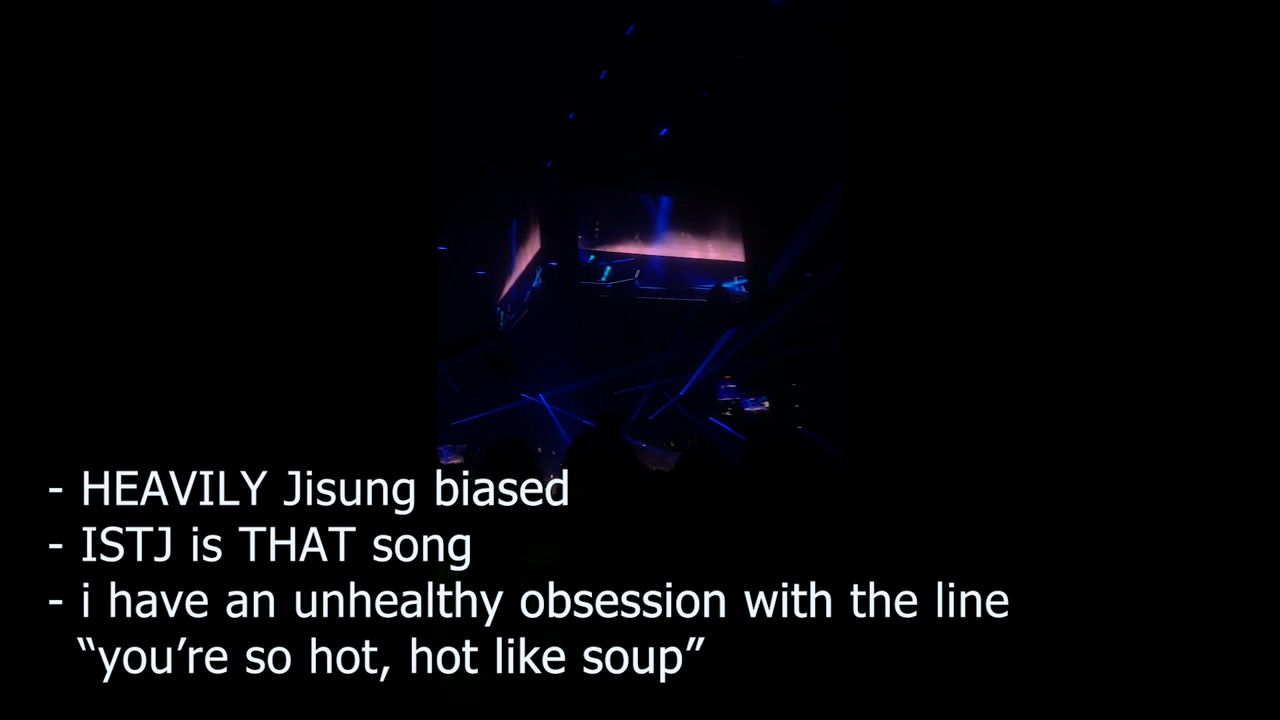 - HEAVILY Jisung biased
- ISTJ is THAT song
- i have an unhealthy obsession with the line
“you’re so hot, hot like soup”